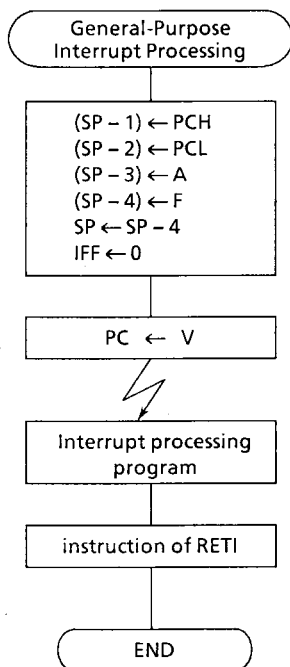 General-Purpose
Interrupt Processing
(SP – 1) ← PCH
(SP – 2) ← PCL
(SP – 3) ← A
(SP – 4) ← F
SP ← SP – 4
IFF ← 0
PC ← V
Interrupt processing
program
instruction of RETI
END